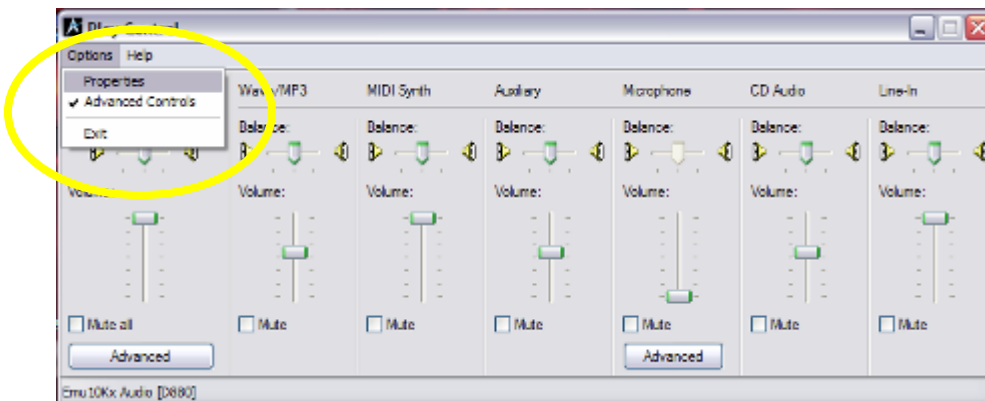 Play Control
Options Help
Properties
Advanced Controls
Exit
Wave/MP3 MIDI Synth Auxiliary Microphone CD Audio Line-In
Balance: Balance: Balance: Balance: Balance: Balance:
Volume: Volume: Volume: Volume: Volume: Volume: Volume:
Mute all Mute Mute Mute Mute Mute Mute
Advanced Advanced
Emu10Kx Audio [D880]